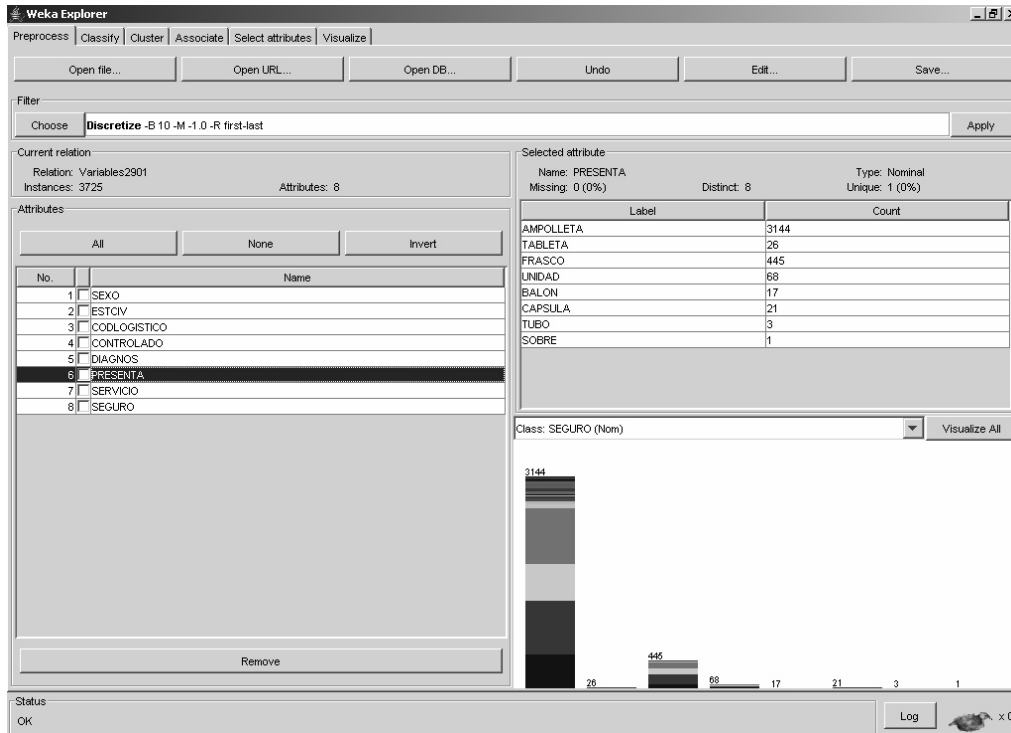 Weka Explorer
Preprocess Classify Cluster Associate Select attributes Visualize
Open file... Open URL... Open DB... Undo Edit... Save...
Filter
Choose Discretize -B 10 -M -1.0 -R first-last Apply
Current relation
Relation: Variables2901
Instances: 3725 Attributes: 8
Attributes
All None Invert
No. Name
1 SEXO
2 ESTCIV
3 CODLOGISTICO
4 CONTROLADO
5 DIAGNOS
6 PRESENTA
7 SERVICIO
8 SEGURO
Remove
Selected attribute
Name: PRESENTA Type: Nominal
Missing: 0 (0%) Distinct: 8 Unique: 1 (0%)
Label Count
AMPOLLETA 3144
TABLETA 26
FRASCO 445
UNIDAD 68
BALON 17
CAPSULA 21
TUBO 3
SOBRE 1
Class: SEGURO (Nom) Visualize All
3144
26 445 68 17 21 3 1
Status
OK
Log x 0